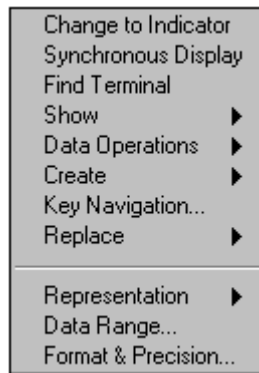 Change to Indicator
Synchronous Display
Find Terminal
Show
Data Operations
Create
Key Navigation...
Replace
Representation
Data Range...
Format & Precision...